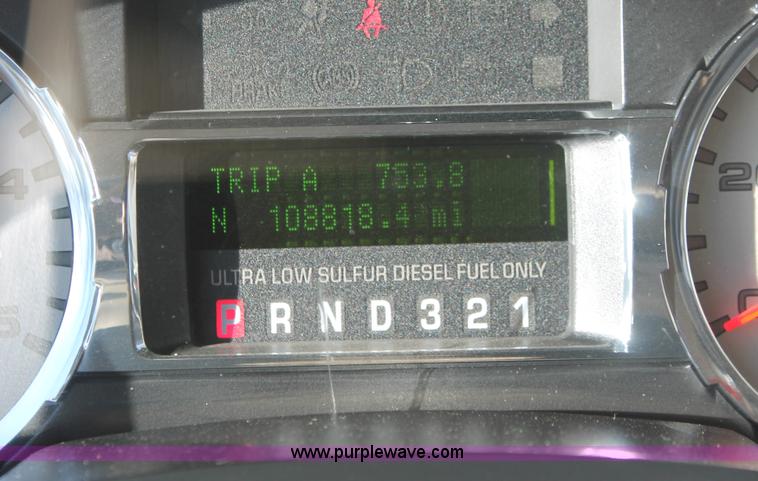 TRIP A 753.8
N 108818.4 mi
ULTRA LOW SULFUR DIESEL FUEL ONLY
P R N D 3 2 1
www.purplewave.com